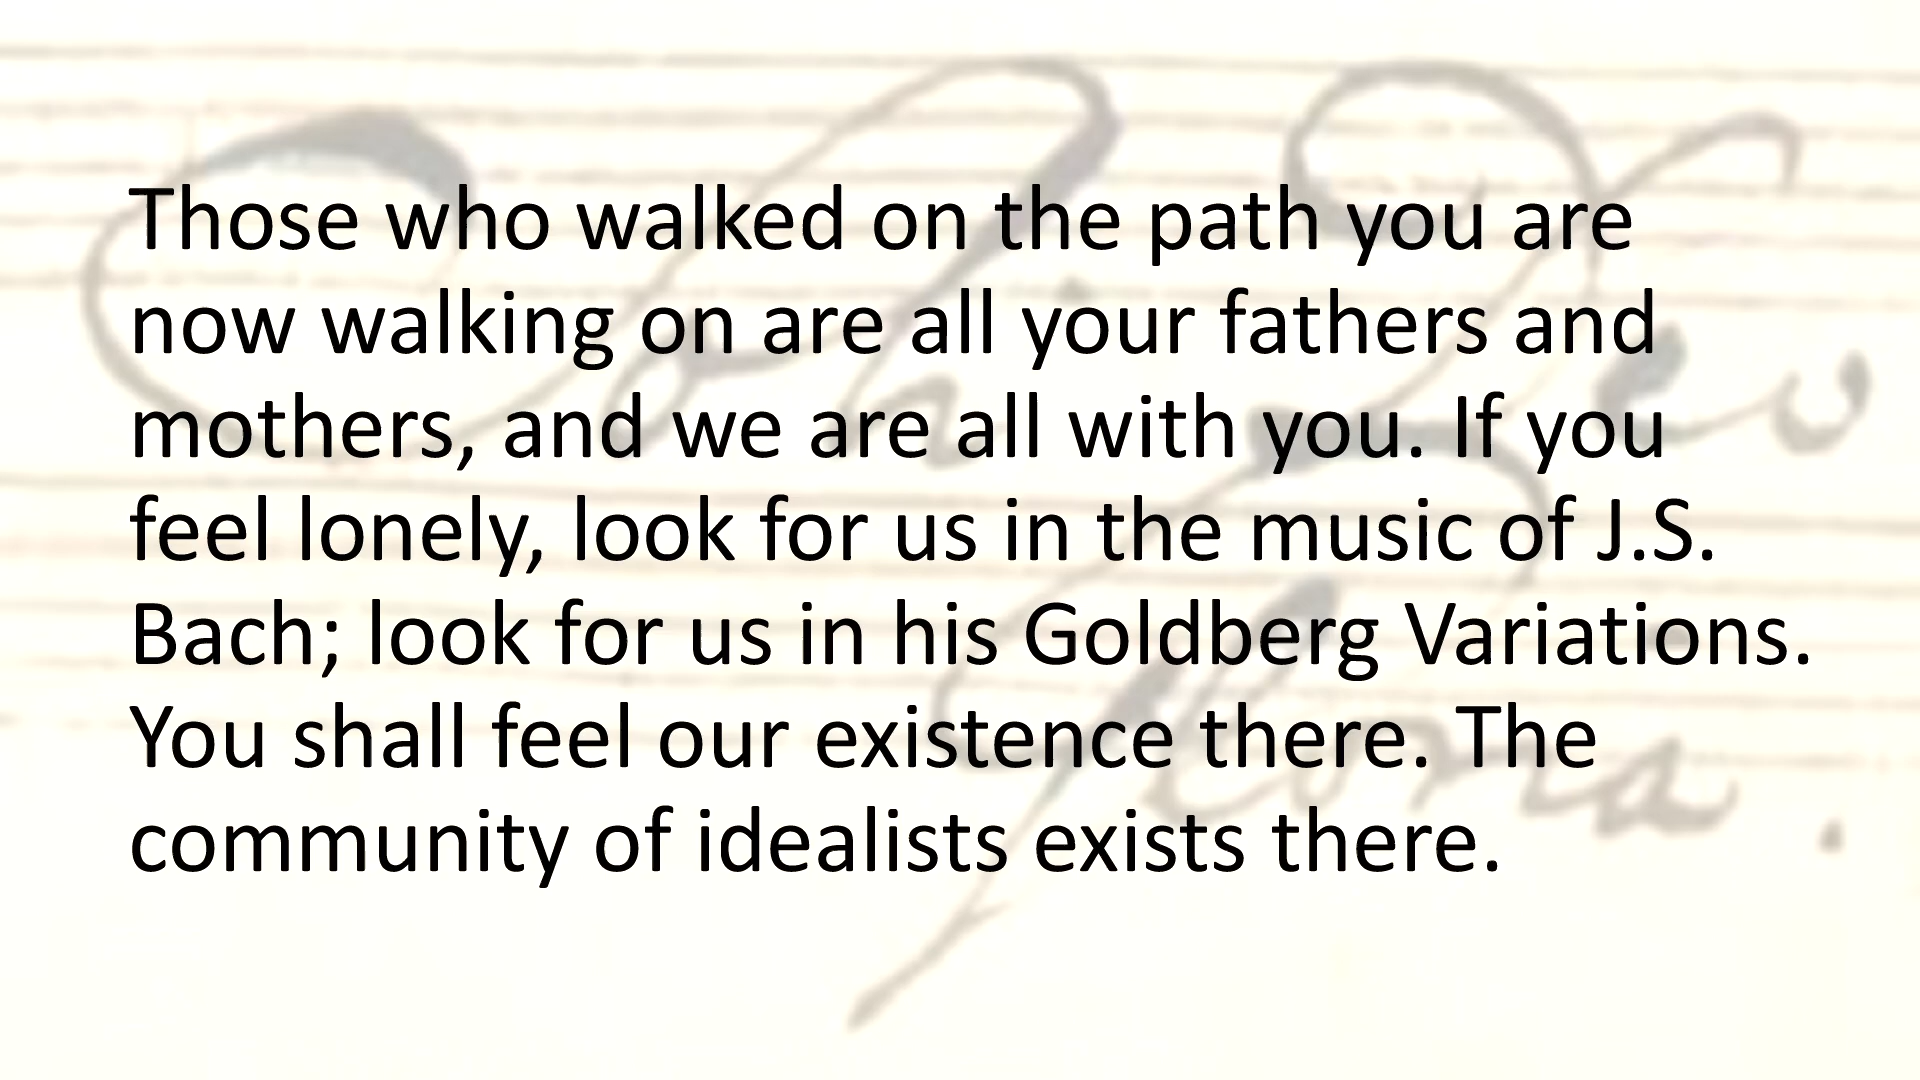 Those who walked on the path you are
now walking on are all your fathers and
mothers, and we are all with you. If you
feel lonely, look for us in the music of J.S.
Bach; look for us in his Goldberg Variations.
You shall feel our existence there. The
community of idealists exists there.